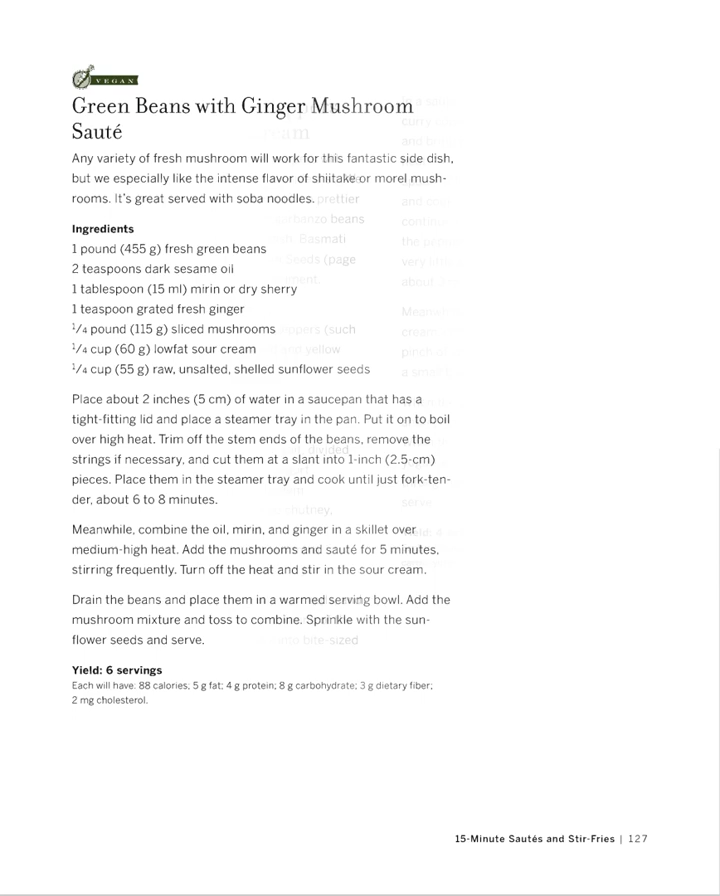 VEGAN
Green Beans with Ginger Mushroom
Sauté
Any variety of fresh mushroom will work for this fantastic side dish,
but we especially like the intense flavor of shiitake or morel mush-
rooms. It's great served with soba noodles. prettier
garbanzo beans
Basmati
Seeds (page
Ingredients
1 pound (455 g) fresh green beans
2 teaspoons dark sesame oil
1 tablespoon (15 ml) mirin or dry sherry
1 teaspoon grated fresh ginger
1/4 pound (115 g) sliced mushrooms
(such
1/4 cup (60 g) lowfat sour cream
yellow
1/4 cup (55 g) raw, unsalted, shelled sunflower seeds
Place about 2 inches (5 cm) of water in a saucepan that has a
tight-fitting lid and place a steamer tray in the pan. Put it on to boil
over high heat. Trim off the stem ends of the beans, remove the
strings if necessary, and cut them at a slant into 1-inch (2.5-cm)
pieces. Place them in the steamer tray and cook until just fork-ten-
der, about 6 to 8 minutes.
Meanwhile, combine the oil, mirin, and ginger in a skillet over
medium-high heat. Add the mushrooms and sauté for 5 minutes,
stirring frequently. Turn off the heat and stir in the sour cream.
Drain the beans and place them in a warmed serving bowl. Add the
mushroom mixture and toss to combine. Sprinkle with the sun-
flower seeds and serve.
bite-sized
Yield: 6 servings
Each will have: 88 calories; 5 g fat; 4 g protein; 8 g carbohydrate; 3 g dietary fiber;
2 mg cholesterol.
15-Minute Sautés and Stir-Fries | 127